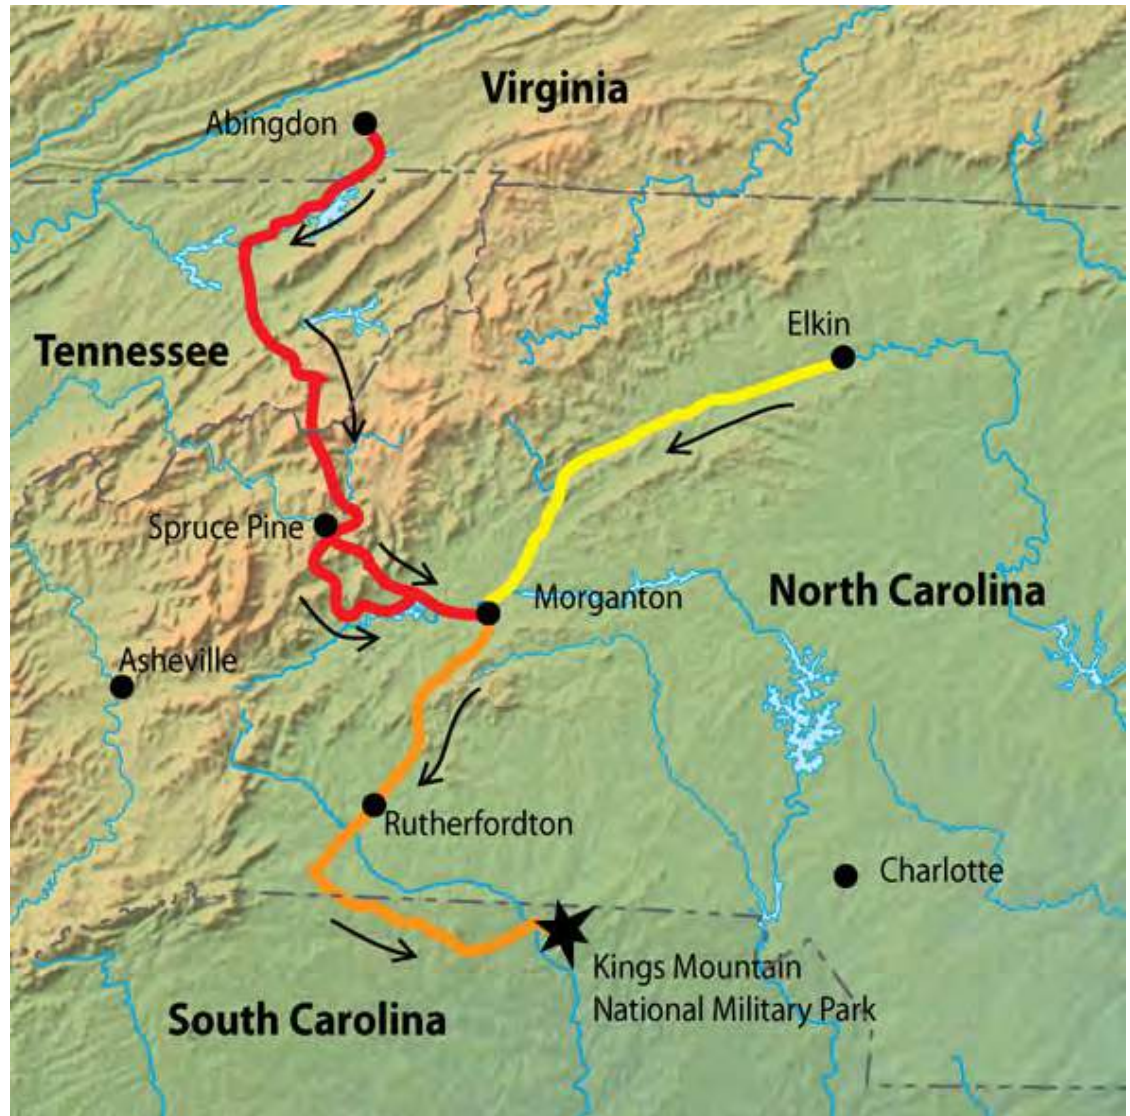 Virginia
Abingdon
Elkin
Tennessee
Spruce Pine
Morganton
North Carolina
Asheville
Rutherfordton
Charlotte
Kings Mountain
National Military Park
South Carolina